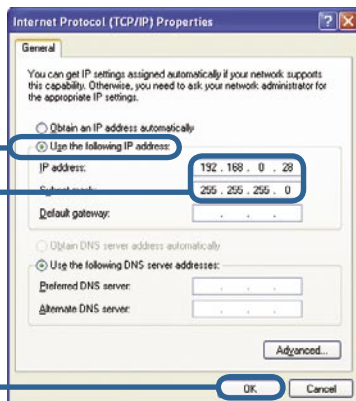 Internet Protocol (TCP/IP) Properties
General
You can get IP settings assigned automatically if your network supports
this capability. Otherwise, you need to ask your network administrator for
the appropriate IP settings.
Obtain an IP address automatically
Use the following IP address:
IP address: 192 . 168 . 0 . 28
Subnet mask: 255 . 255 . 255 . 0
Default gateway: . . .
Obtain DNS server address automatically
Use the following DNS server addresses:
Preferred DNS server: . . .
Alternate DNS server: . . .
Advanced...
OK Cancel